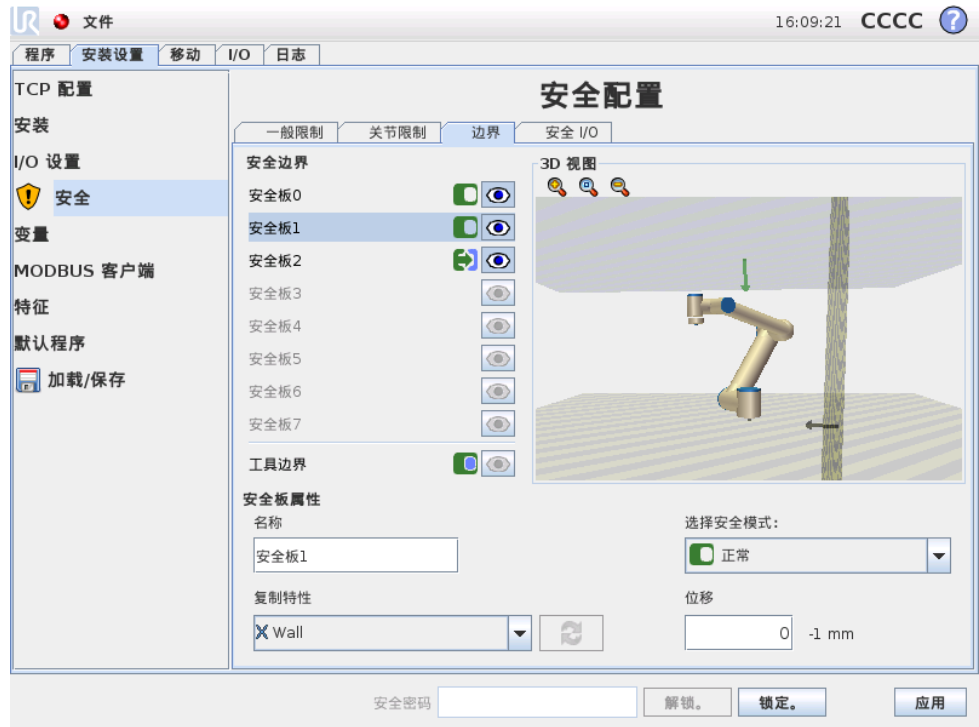 UR 文件 16:09:21 CCCC ?
程序 安装设置 移动 I/O 日志
TCP 配置
安装
I/O 设置
安全
变量
MODBUS 客户端
特征
默认程序
加载/保存
安全配置
一般限制 关节限制 边界 安全 I/O
安全边界
安全板0
安全板1
安全板2
安全板3
安全板4
安全板5
安全板6
安全板7
工具边界
3D 视图
安全板属性
名称
安全板1
选择安全模式:
正常
复制特性
Wall
位移
0 -1 mm
安全密码 解锁。 锁定。 应用